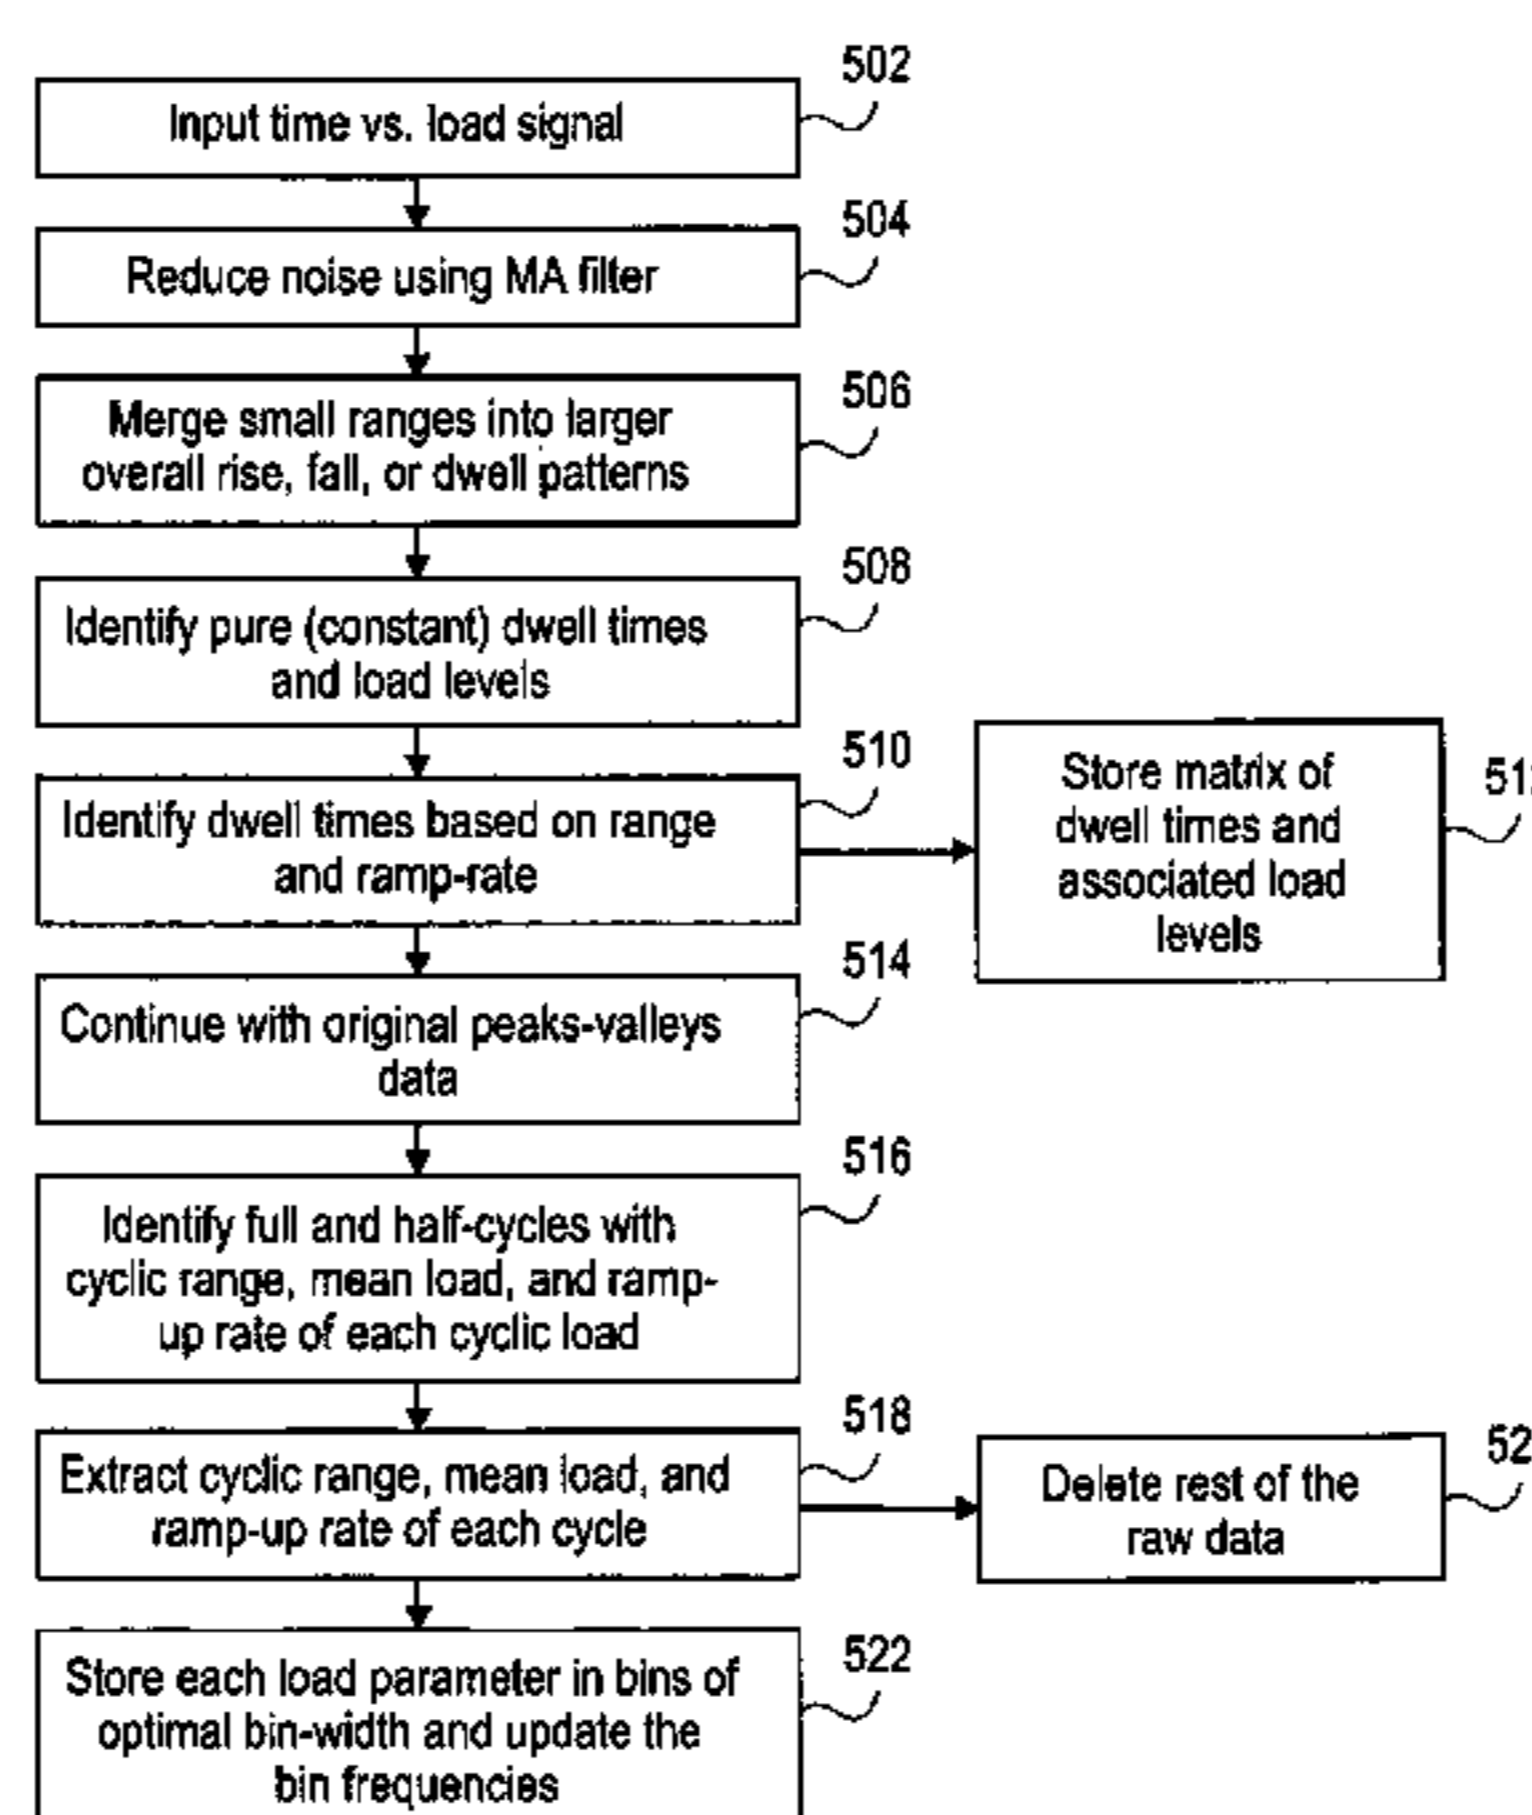 502
Input time vs. load signal
504
Reduce noise using MA filter
506
Merge small ranges into larger
overall rise, fall, or dwell patterns
508
Identify pure (constant) dwell times
and load levels
510
Identify dwell times based on range
and ramp-rate
Store matrix of
dwell times and
associated load
levels
514
Continue with original peaks-valleys
data
516
Identify full and half-cycles with
cyclic range, mean load, and ramp-
up rate of each cyclic load
518
Extract cyclic range, mean load, and
ramp-up rate of each cycle
Delete rest of the
raw data
522
Store each load parameter in bins of
optimal bin-width and update the
bin frequencies